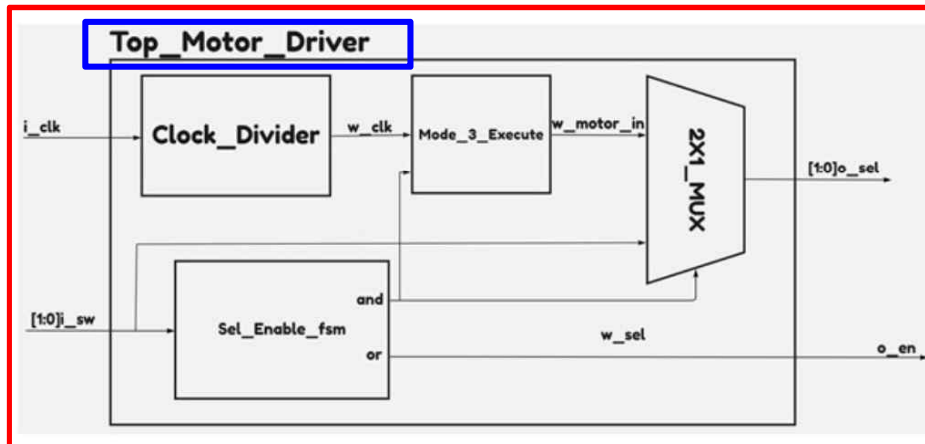 Top_Motor_Driver
i_clk
Clock_Divider
w_clk
Mode_3_Execute
w_motor_in
2X1_MUX
[1:0]o_sel
[1:0]i_sw
Sel_Enable_fsm
and
or
w_sel
o_en